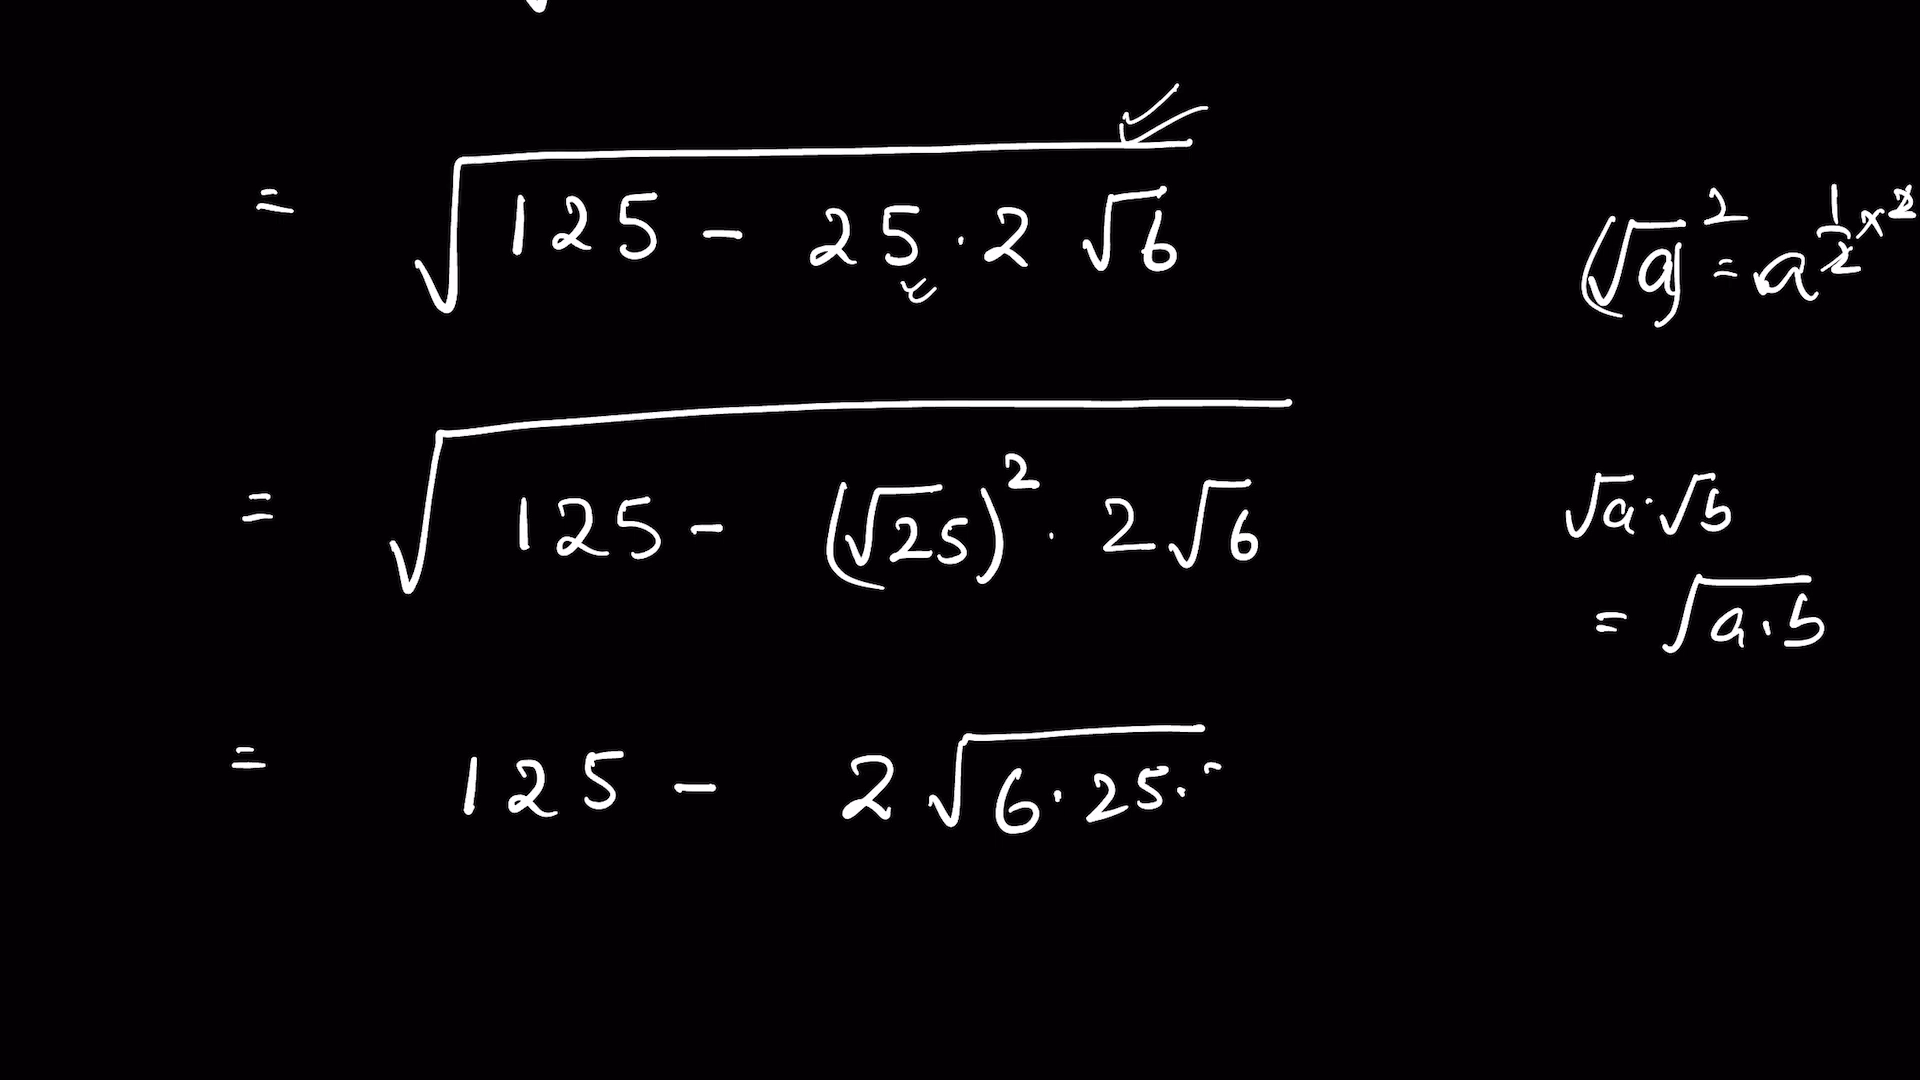 = √(125 - 25 · 2 √6)
(√a)² = a^(1/2 × 2)
= √(125 - (√25)² · 2√6)
√a · √b
= √(a · b)
= 125 - 2√(6 · 25 ·